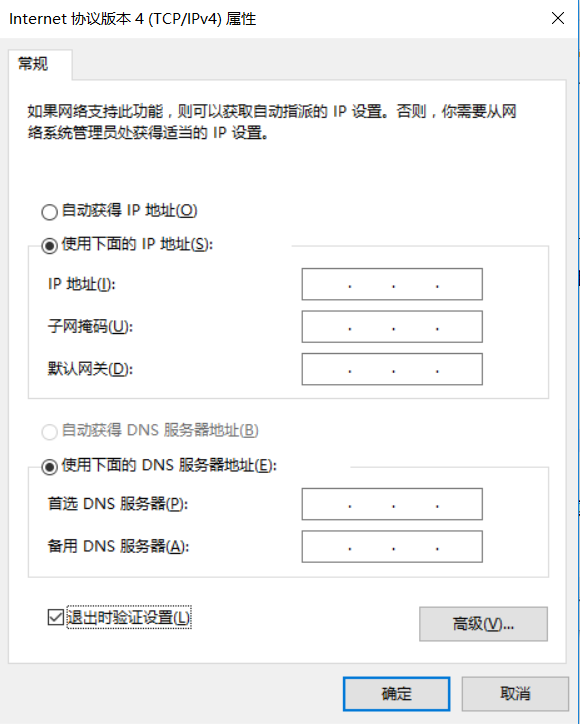 Internet 协议版本 4 (TCP/IPv4) 属性
常规
如果网络支持此功能，则可以获取自动指派的 IP 设置。否则，你需要从网
络系统管理员处获得适当的 IP 设置。
自动获得 IP 地址(O)
使用下面的 IP 地址(S):
IP 地址(I):
子网掩码(U):
默认网关(D):
自动获得 DNS 服务器地址(B)
使用下面的 DNS 服务器地址(E):
首选 DNS 服务器(P):
备用 DNS 服务器(A):
退出时验证设置(L)
高级(V)...
确定
取消